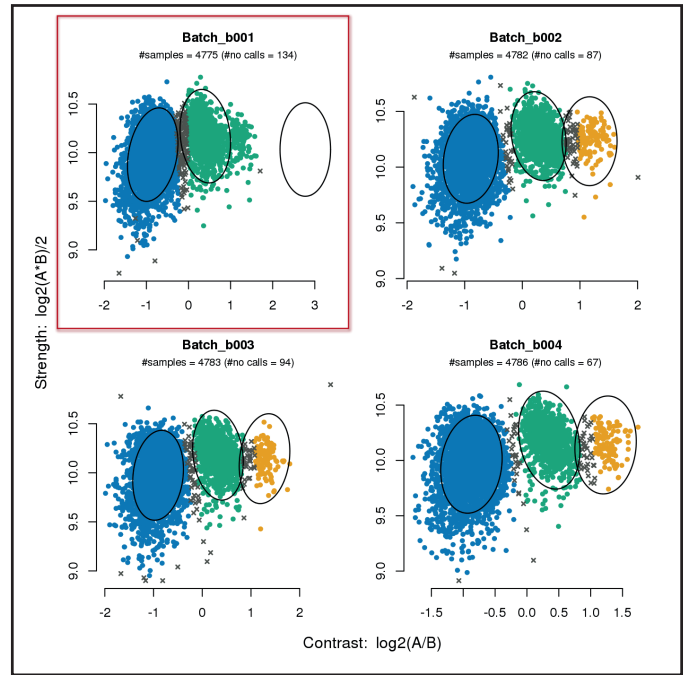 Batch_b001
#samples = 4775 (#no calls = 134)
10.5
10.0
9.5
9.0
-2 -1 0 1 2 3
Batch_b002
#samples = 4782 (#no calls = 87)
10.5
10.0
9.5
9.0
-2 -1 0 1 2
Strength: log2(A*B)/2
Batch_b003
#samples = 4783 (#no calls = 94)
10.5
10.0
9.5
9.0
-2 -1 0 1 2
Batch_b004
#samples = 4786 (#no calls = 67)
10.5
10.0
9.5
9.0
-1.5 -0.5 0.0 0.5 1.0 1.5
Contrast: log2(A/B)